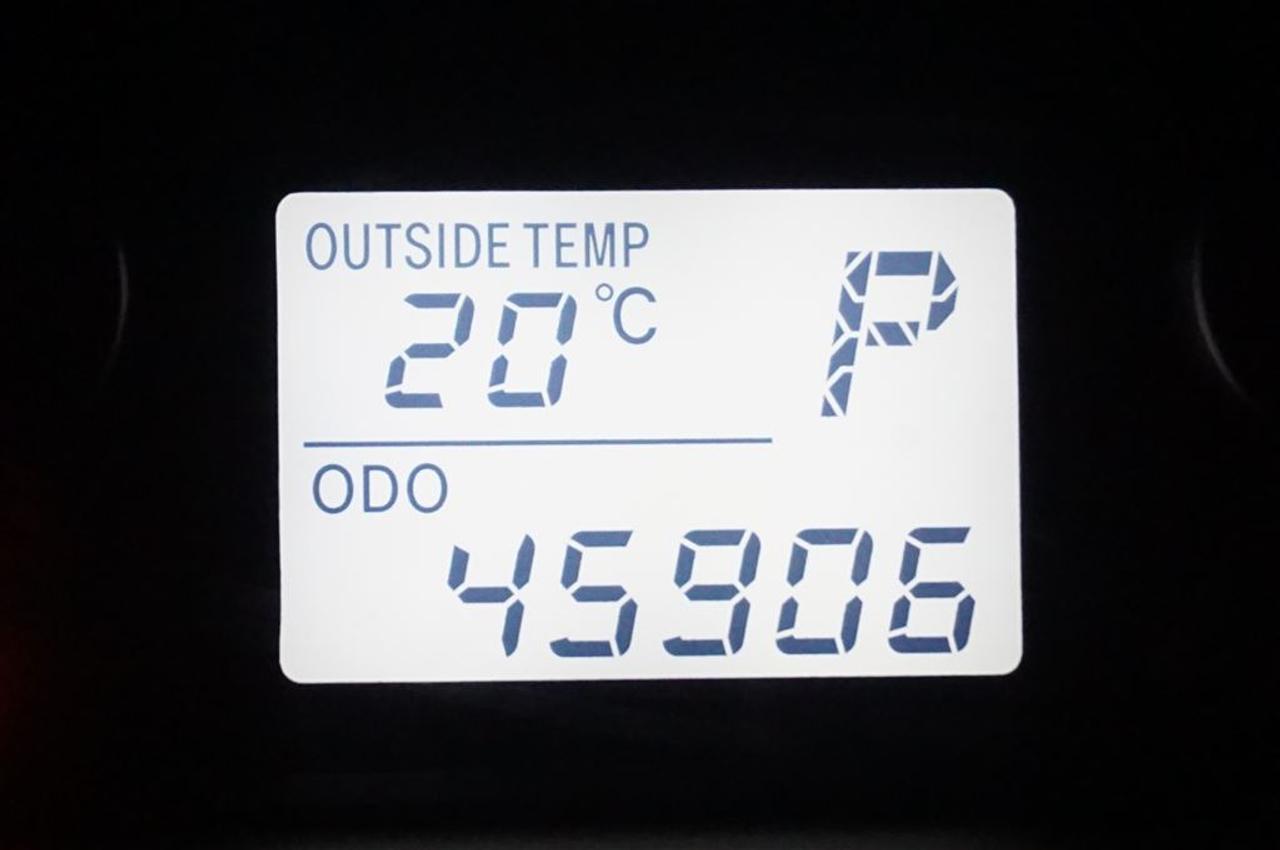 OUTSIDE TEMP
20 °C P
ODO
45906